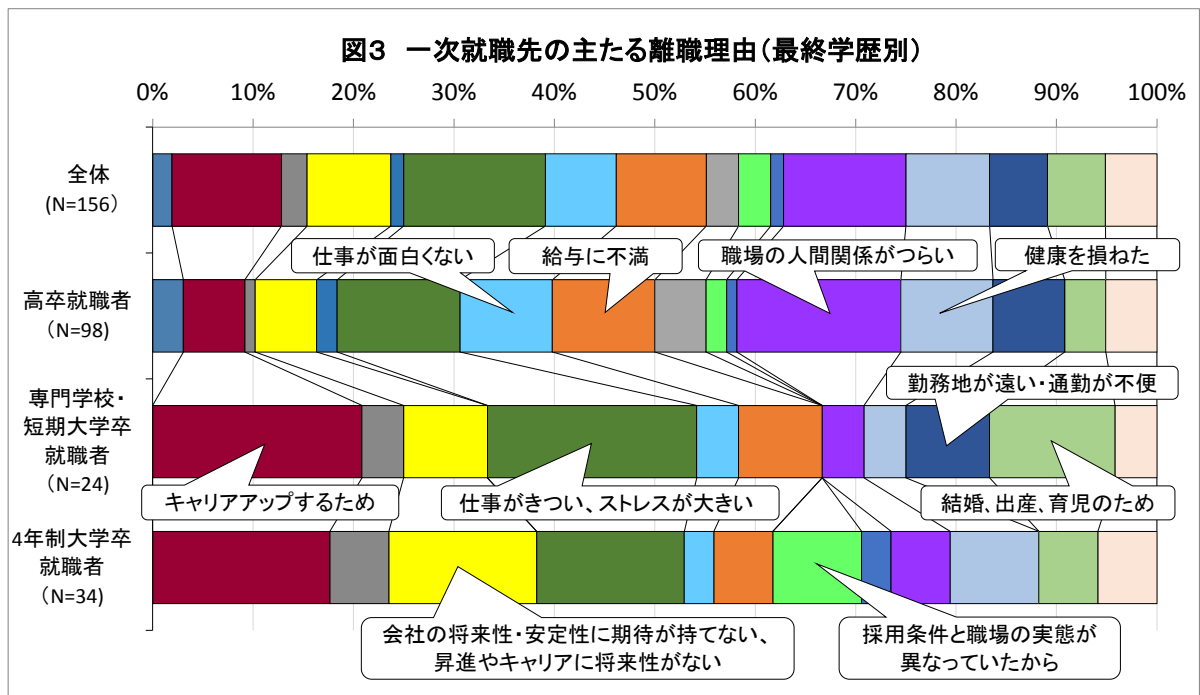 図3 一次就職先の主たる離職理由(最終学歴別)
0% 10% 20% 30% 40% 50% 60% 70% 80% 90% 100%
全体
(N=156)
仕事が面白くない
給与に不満
職場の人間関係がつらい
健康を損ねた
高卒就職者
(N=98)
勤務地が遠い・通勤が不便
専門学校・
短期大学卒
就職者
(N=24)
キャリアアップするため
仕事がきつい、ストレスが大きい
結婚、出産、育児のため
4年制大学卒
就職者
(N=34)
会社の将来性・安定性に期待が持てない、
昇進やキャリアに将来性がない
採用条件と職場の実態が
異なっていたから